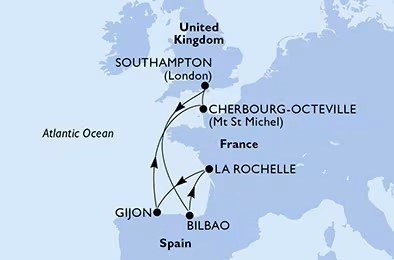 United
Kingdom
SOUTHAMPTON
(London)
CHERBOURG-OCTEVILLE
(Mt St Michel)
Atlantic Ocean
France
LA ROCHELLE
GIJON
BILBAO
Spain